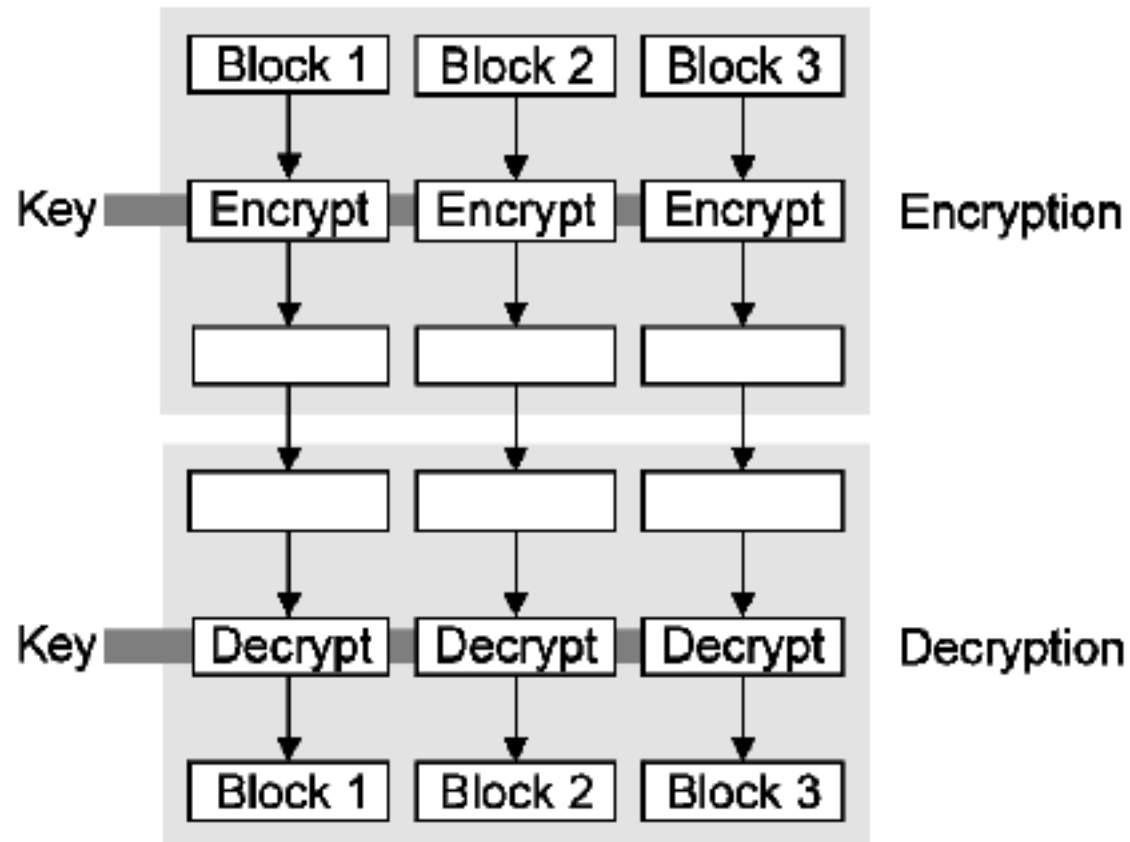 Block 1 Block 2 Block 3
Key Encrypt Encrypt Encrypt Encryption
Key Decrypt Decrypt Decrypt Decryption
Block 1 Block 2 Block 3